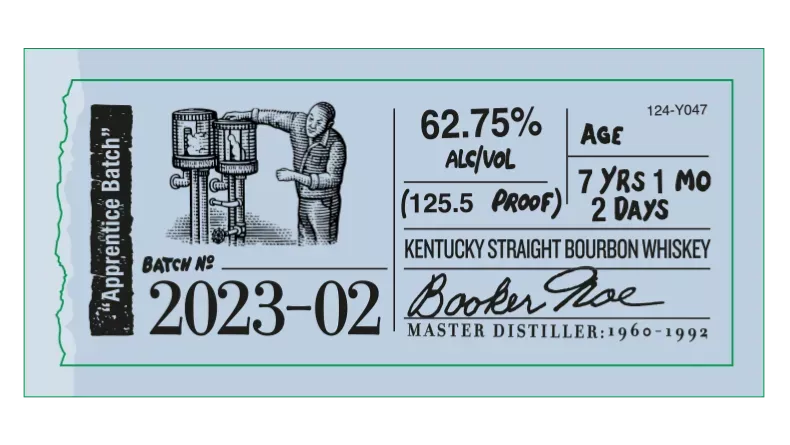 "Apprentice Batch"
BATCH Nº
2023-02
62.75%
ALC/VOL
(125.5 PROOF)
124-Y047
AGE
7 YRS 1 MO
2 DAYS
KENTUCKY STRAIGHT BOURBON WHISKEY
Booker Noe
MASTER DISTILLER: 1960-1992